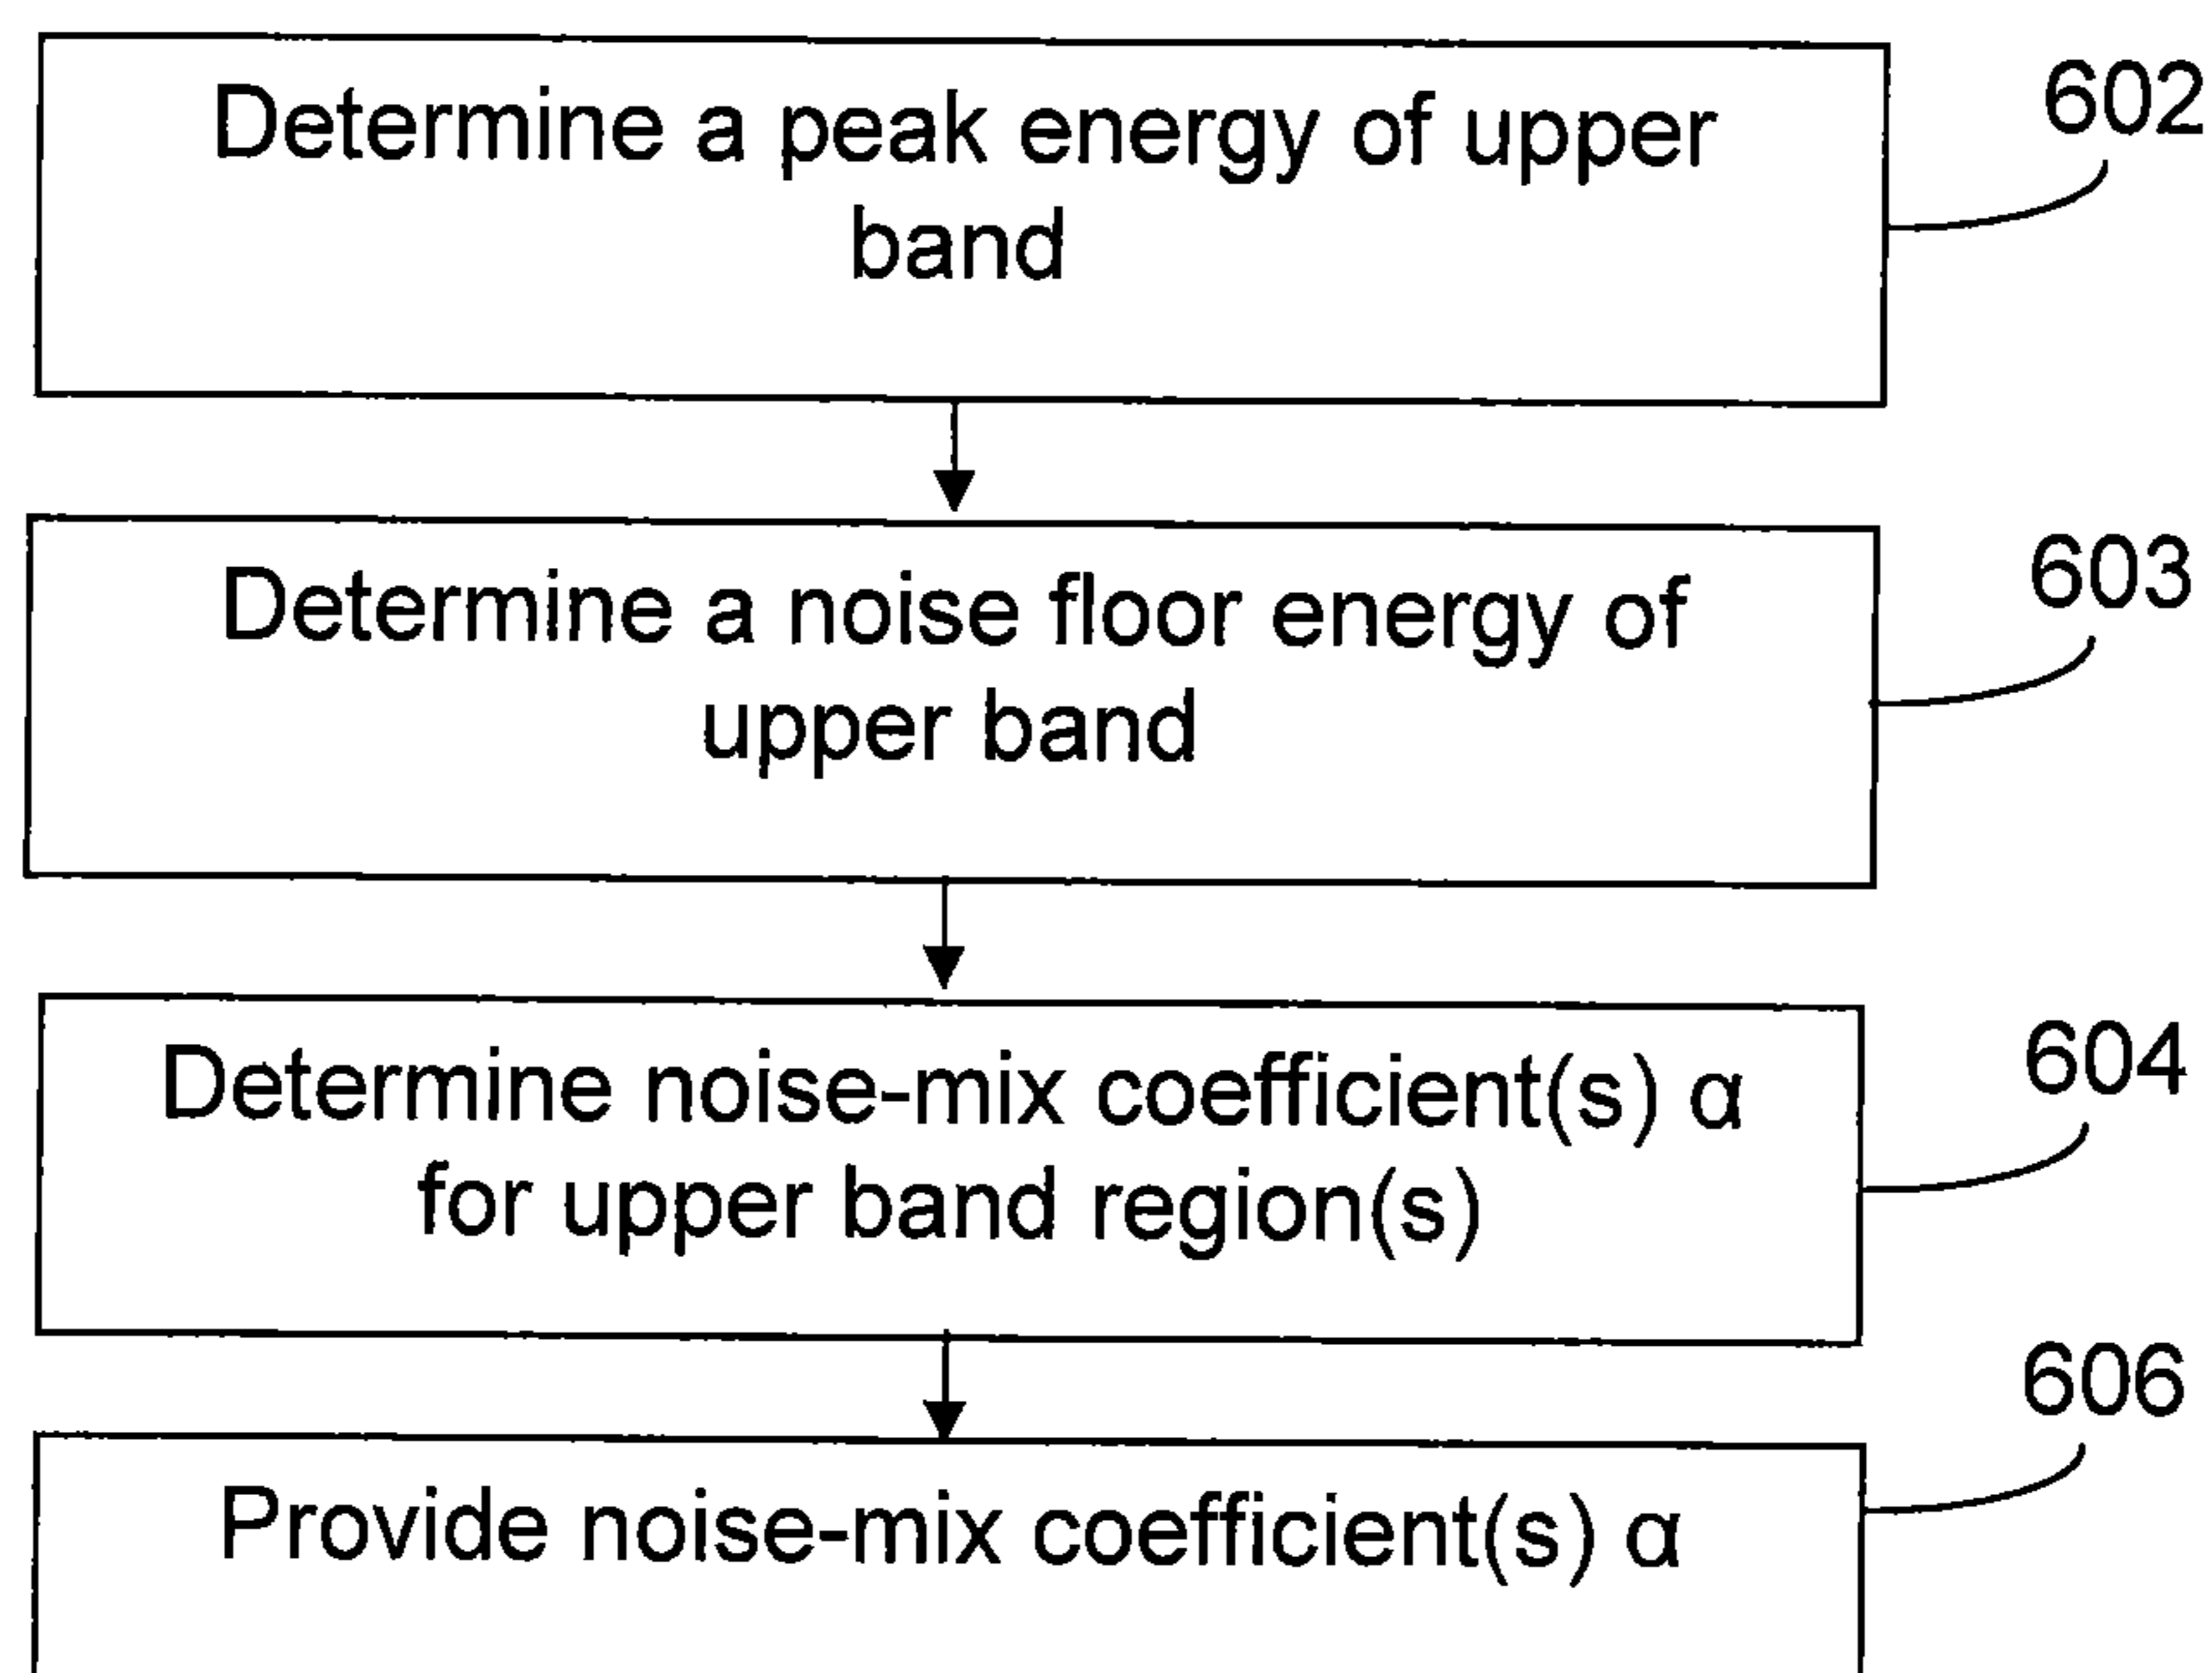 Determine a peak energy of upper
band
602
Determine a noise floor energy of
upper band
603
Determine noise-mix coefficient(s) α
for upper band region(s)
604
Provide noise-mix coefficient(s) α
606